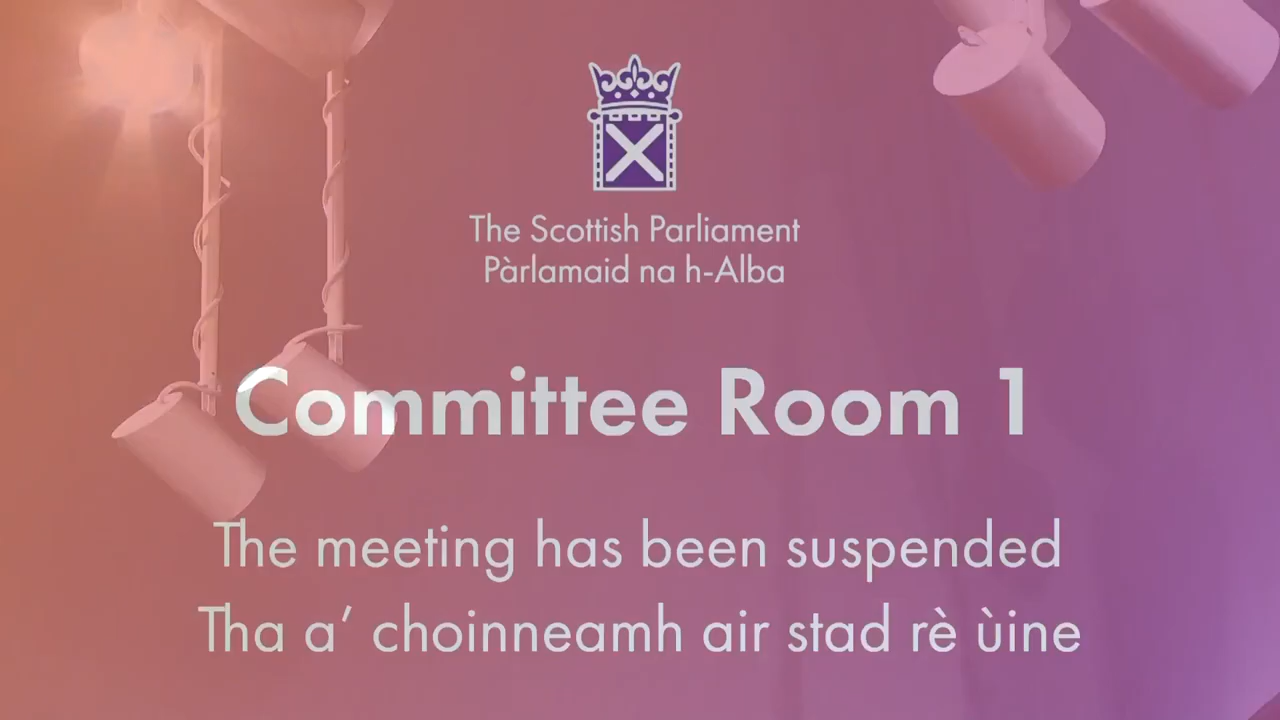 The Scottish Parliament
Pàrlamaid na h-Alba
Committee Room 1
The meeting has been suspended
Tha a’ choinneamh air stad rè ùine